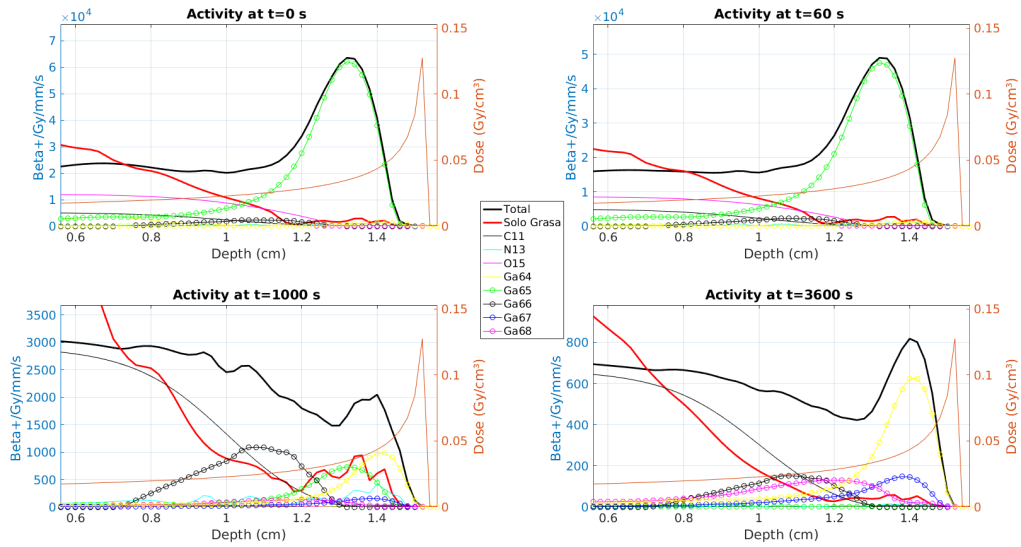 Activity at t=0 s
×10⁴
Beta+/Gy/mm/s
7
6
5
4
3
2
1
0
0.6
0.8
1
1.2
1.4
Depth (cm)
0.15
0.1
0.05
0
Dose (Gy/cm³)
Activity at t=60 s
×10⁴
Beta+/Gy/mm/s
5
4
3
2
1
0
0.6
0.8
1
1.2
1.4
Depth (cm)
0.15
0.1
0.05
0
Dose (Gy/cm³)
Total
Solo Grasa
C11
N13
O15
Ga64
Ga65
Ga66
Ga67
Ga68
Activity at t=1000 s
Beta+/Gy/mm/s
3500
3000
2500
2000
1500
1000
500
0
0.6
0.8
1
1.2
1.4
Depth (cm)
0.15
0.1
0.05
0
Dose (Gy/cm³)
Activity at t=3600 s
Beta+/Gy/mm/s
800
600
400
200
0
0.6
0.8
1
1.2
1.4
Depth (cm)
0.15
0.1
0.05
0
Dose (Gy/cm³)